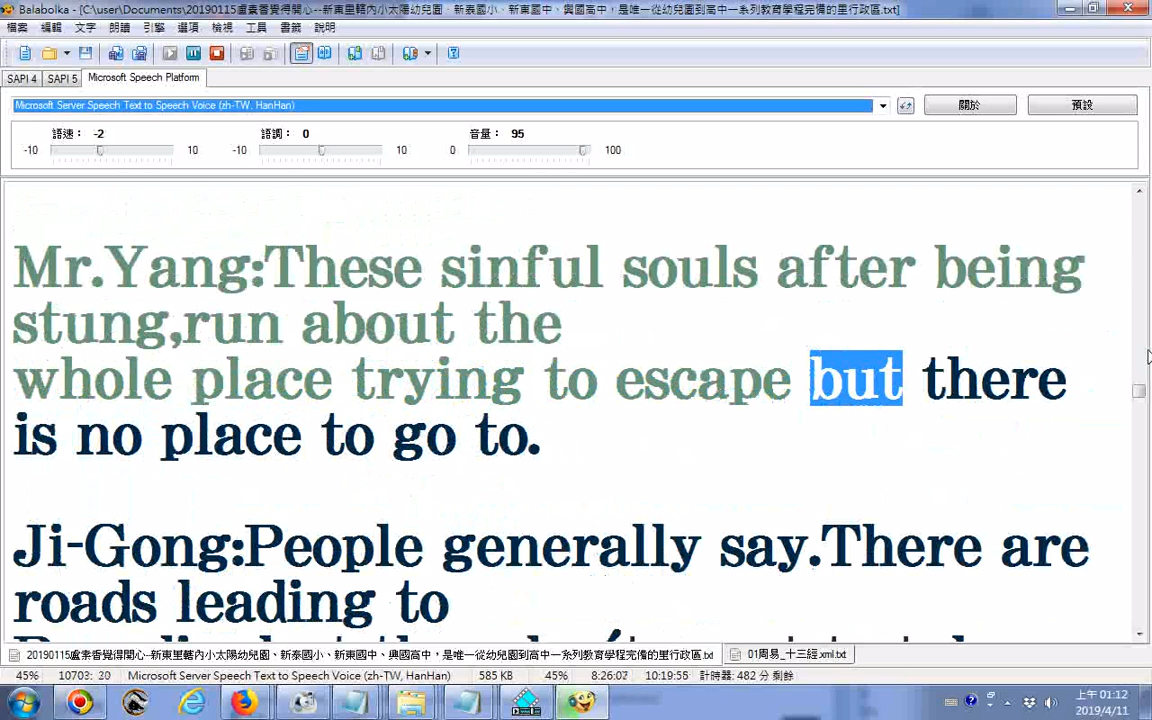 Balabolka - [C:\user\Documents\20190115盧素香覺得開心--新東里轄內小太陽幼兒園、新泰國小、新東國中、興國高中，是唯一從幼兒園到高中一系列教育學程完備的里行政區.txt]
檔案 編輯 文字 朗讀 引擎 選項 檢視 工具 書籤 說明
SAPI 4 SAPI 5 Microsoft Speech Platform
Microsoft Server Speech Text to Speech Voice (zh-TW, HanHan)
關於 預設
語速： -2 語調： 0 音量： 95
-10 10 -10 10 0 100
Mr.Yang:These sinful souls after being
stung,run about the
whole place trying to escape but there
is no place to go to.
Ji-Gong:People generally say.There are
roads leading to
20190115盧素香覺得開心--新東里轄內小太陽幼兒園、新泰國小、新東國中、興國高中，是唯一從幼兒園到高中一系列教育學程完備的里行政區.txt 01周易_十三經.xml.txt
45% 10703: 20 Microsoft Server Speech Text to Speech Voice (zh-TW, HanHan) 585 KB 45% 8:26:02 10:19:55 計時器: 482 分 剩餘
上午 01:12
2019/4/11